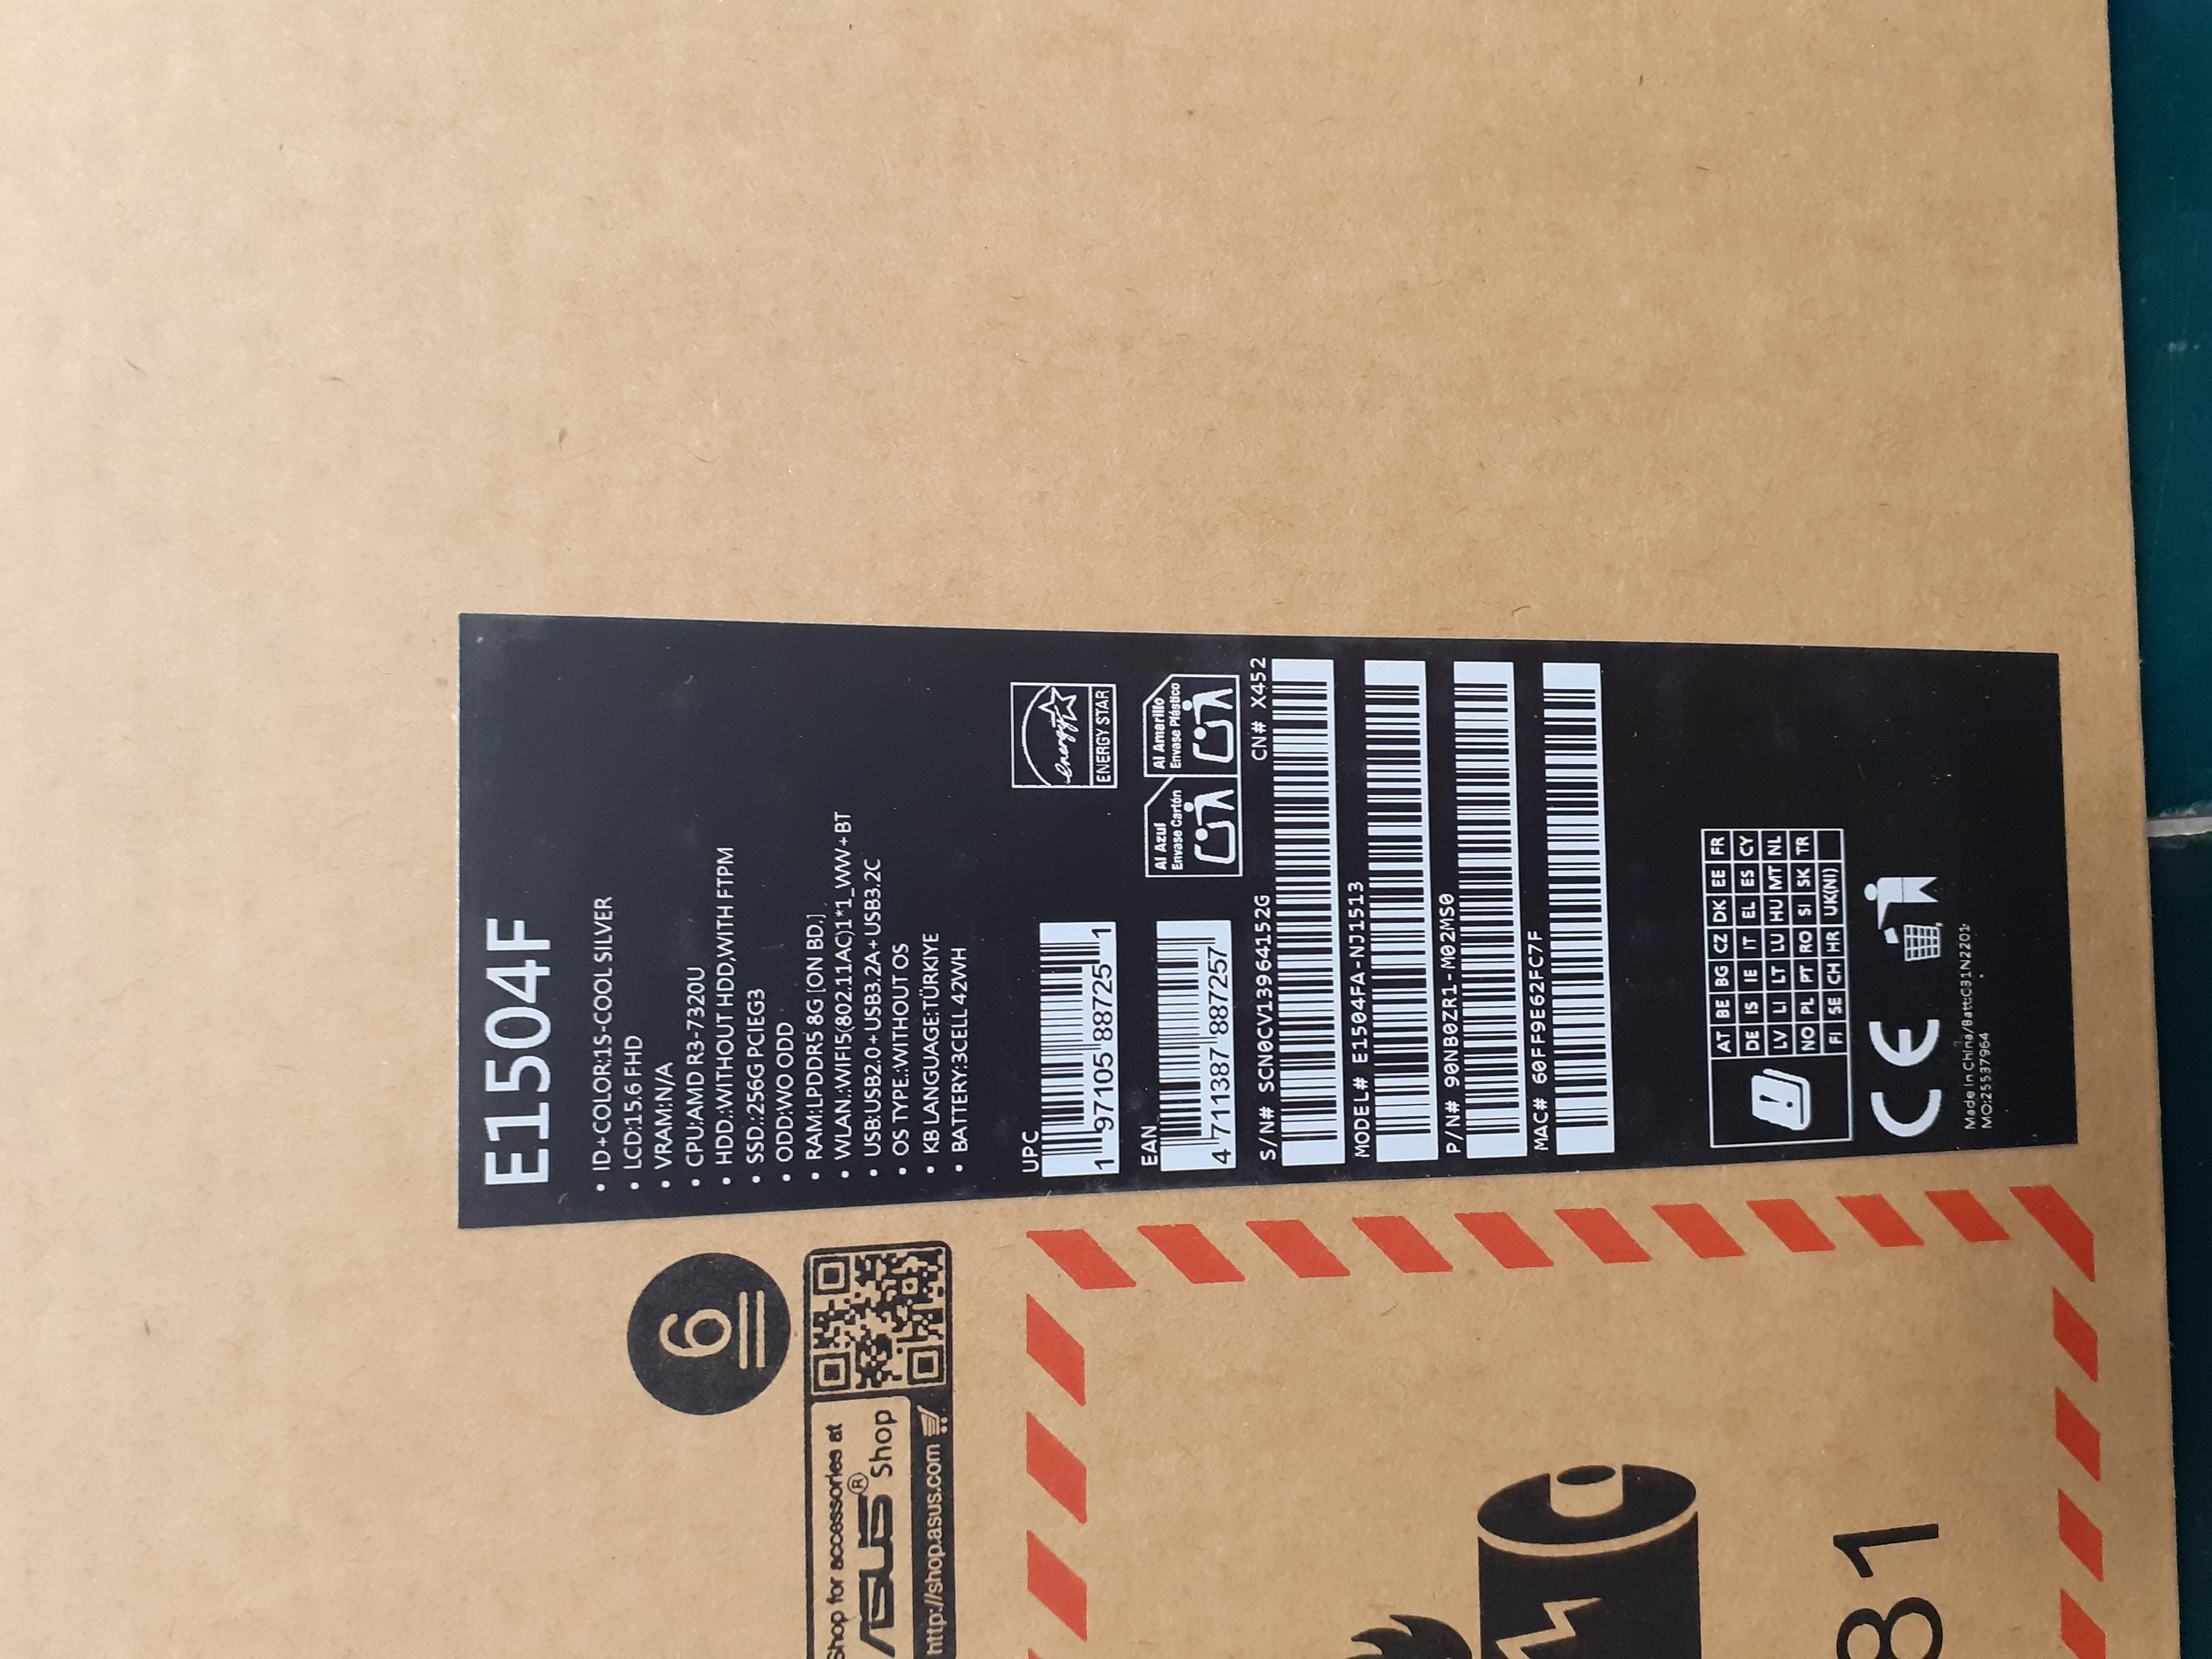 E1504F
• ID+COLOR:1S-COOL SILVER
• LCD:15.6 FHD
• VRAM:N/A
• CPU:AMD R3-7320U
• HDD.:WITHOUT HDD,WITH FTPM
• SSD.:256G PCIEG3
• ODD:WO ODD
• RAM:LPDDR5 8G [ON BD.]
• WLAN.:WIFI5(802.11AC)1*1_WW+BT
• USB:USB2.0+USB3.2A+USB3.2C
• OS TYPE.:WITHOUT OS
• KB LANGUAGE:TÜRKIYE
• BATTERY:3CELL 42WH
UPC
1 97105 88725 1
energy
ENERGY STAR
EAN
4 711387 887257
Al Azul
Envase Cartón
Al Amarillo
Envase Plástico
S/N# SCN0CV13964152G CN# X452
MODEL# E1504FA-NJ1513
P/N# 90NB0ZR1-M02MS0
MAC# 60FF9E62FC7F
AT BE BG CZ DK EE FR
DE IS IE IT EL ES CY
LV LI LT LU HU MT NL
NO PL PT RO SI SK TR
FI SE CH HR UK(NI)
CE
Made in China/Batt:C31N2201
MO:25537964
6
Shop for accessories at
ASUS® Shop
http://shop.asus.com
81